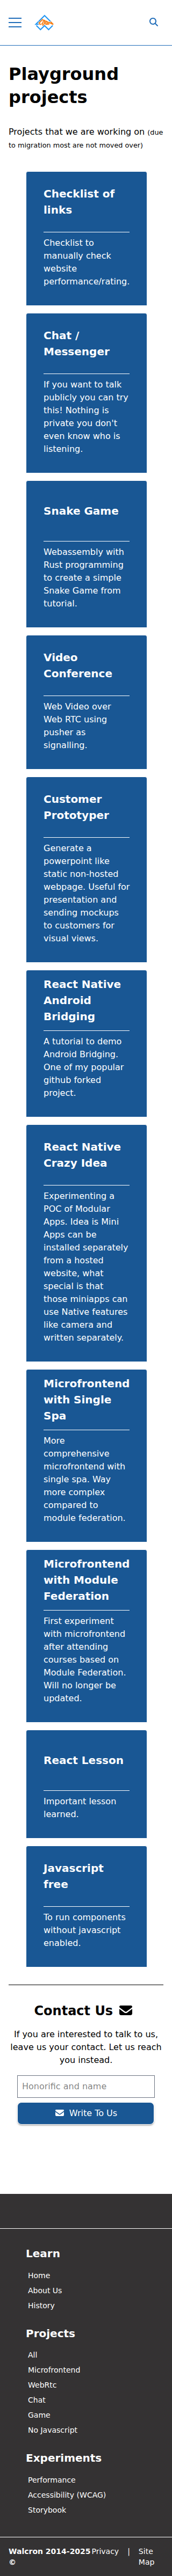 Playground
projects
Projects that we are working on (due
to migration most are not moved over)
Checklist of
links
Checklist to
manually check
website
performance/rating.
Chat /
Messenger
If you want to talk
publicly you can try
this! Nothing is
private you don't
even know who is
listening.
Snake Game
Webassembly with
Rust programming
to create a simple
Snake Game from
tutorial.
Video
Conference
Web Video over
Web RTC using
pusher as
signalling.
Customer
Prototyper
Generate a
powerpoint like
static non-hosted
webpage. Useful for
presentation and
sending mockups
to customers for
visual views.
React Native
Android
Bridging
A tutorial to demo
Android Bridging.
One of my popular
github forked
project.
React Native
Crazy Idea
Experimenting a
POC of Modular
Apps. Idea is Mini
Apps can be
installed separately
from a hosted
website, what
special is that
those miniapps can
use Native features
like camera and
written separately.
Microfrontend
with Single
Spa
More
comprehensive
microfrontend with
single spa. Way
more complex
compared to
module federation.
Microfrontend
with Module
Federation
First experiment
with microfrontend
after attending
courses based on
Module Federation.
Will no longer be
updated.
React Lesson
Important lesson
learned.
Javascript
free
To run components
without javascript
enabled.
Contact Us
If you are interested to talk to us,
leave us your contact. Let us reach
you instead.
Honorific and name
Write To Us
Learn
Home
About Us
History
Projects
All
Microfrontend
WebRtc
Chat
Game
No Javascript
Experiments
Performance
Accessibility (WCAG)
Storybook
Walcron 2014-2025 Privacy | Site
© Map